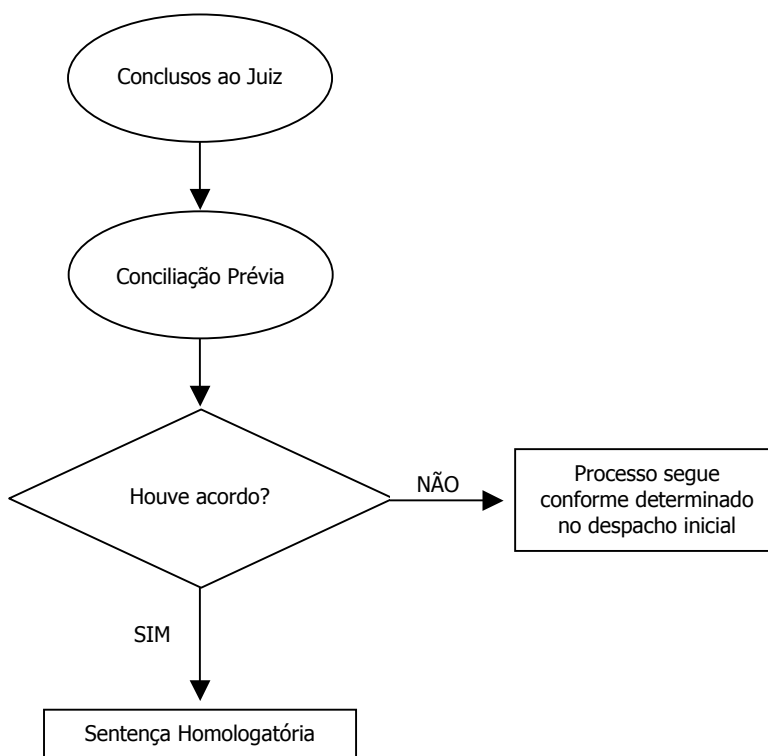 Conclusos ao Juiz
Conciliação Prévia
Houve acordo?
NÃO
Processo segue
conforme determinado
no despacho inicial
SIM
Sentença Homologatória